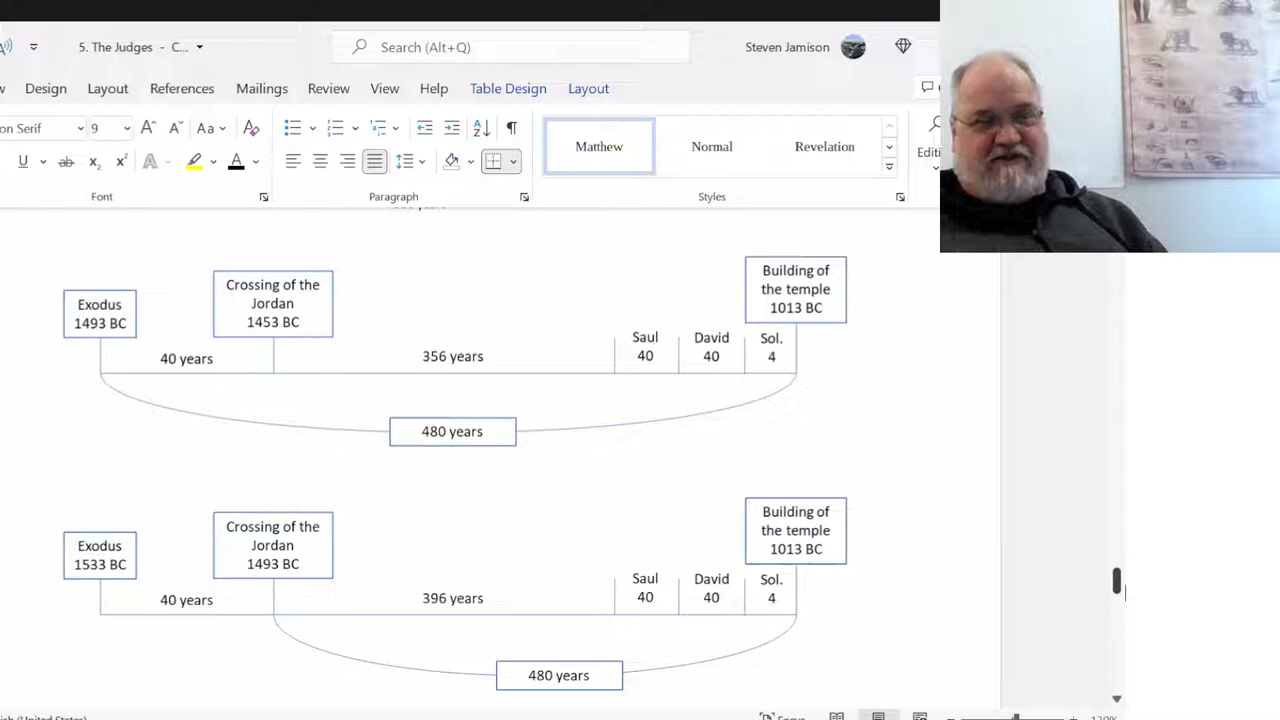 5. The Judges - C...
Search (Alt+Q)
Steven Jamison
Design
Layout
References
Mailings
Review
View
Help
Table Design
Layout
on Serif
9
Aa
Matthew
Normal
Revelation
Editi
Font
Paragraph
Styles
Exodus
1493 BC
Crossing of the
Jordan
1453 BC
Building of
the temple
1013 BC
40 years
356 years
Saul
40
David
40
Sol.
4
480 years
Exodus
1533 BC
Crossing of the
Jordan
1493 BC
Building of
the temple
1013 BC
40 years
396 years
Saul
40
David
40
Sol.
4
480 years